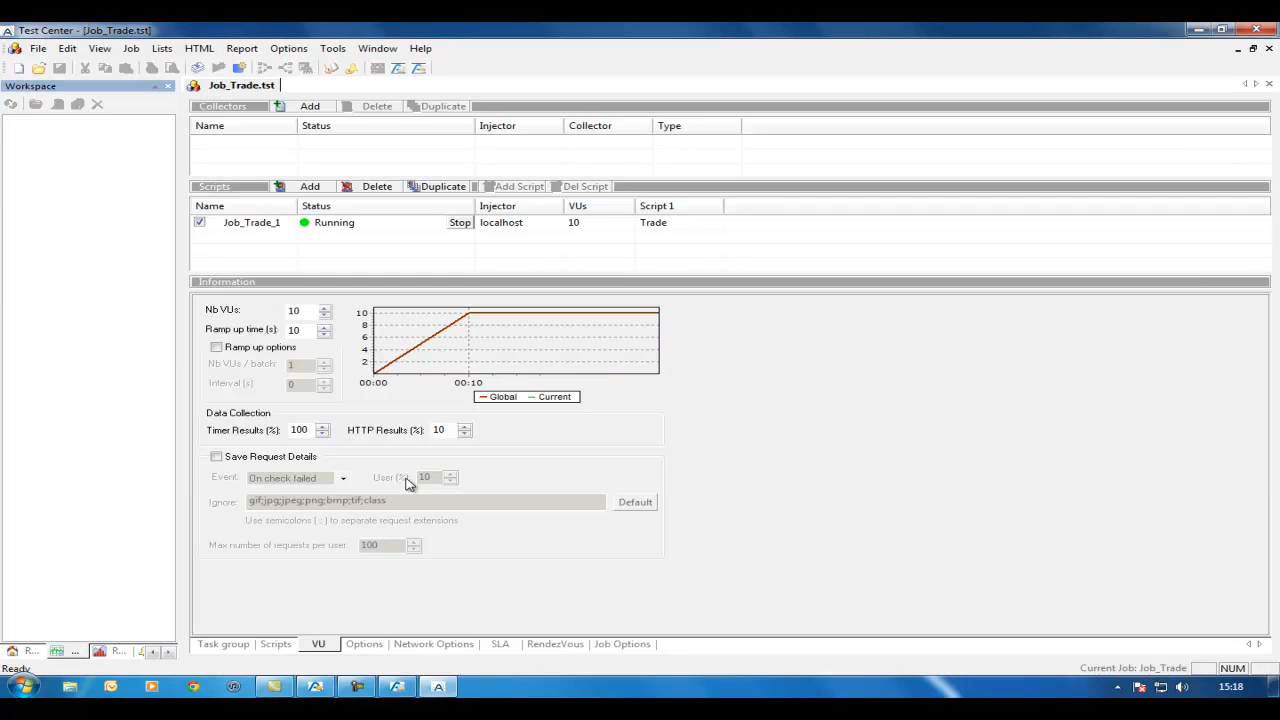 Test Center - [Job_Trade.tst]
File Edit View Job Lists HTML Report Options Tools Window Help
Workspace
Job_Trade.tst
Collectors Add Delete Duplicate
Name Status Injector Collector Type
Scripts Add Delete Duplicate Add Script Del Script
Name Status Injector VUs Script 1
Job_Trade_1 Running Stop localhost 10 Trade
Information
Nb VUs: 10
Ramp up time (s): 10
Ramp up options
Nb VUs / batch: 1
Interval (s): 0
10
8
6
4
2
00:00 00:10
Global Current
Data Collection
Timer Results (%): 100 HTTP Results (%): 10
Save Request Details
Event: On check failed User (%) 10
Ignore: gif;jpg;jpeg;png;bmp;tif;class Default
Use semicolons ( ; ) to separate request extensions
Max number of requests per user: 100
Task group Scripts VU Options Network Options SLA RendezVous Job Options
R... ... R...
Ready Current Job: Job_Trade NUM
15:18